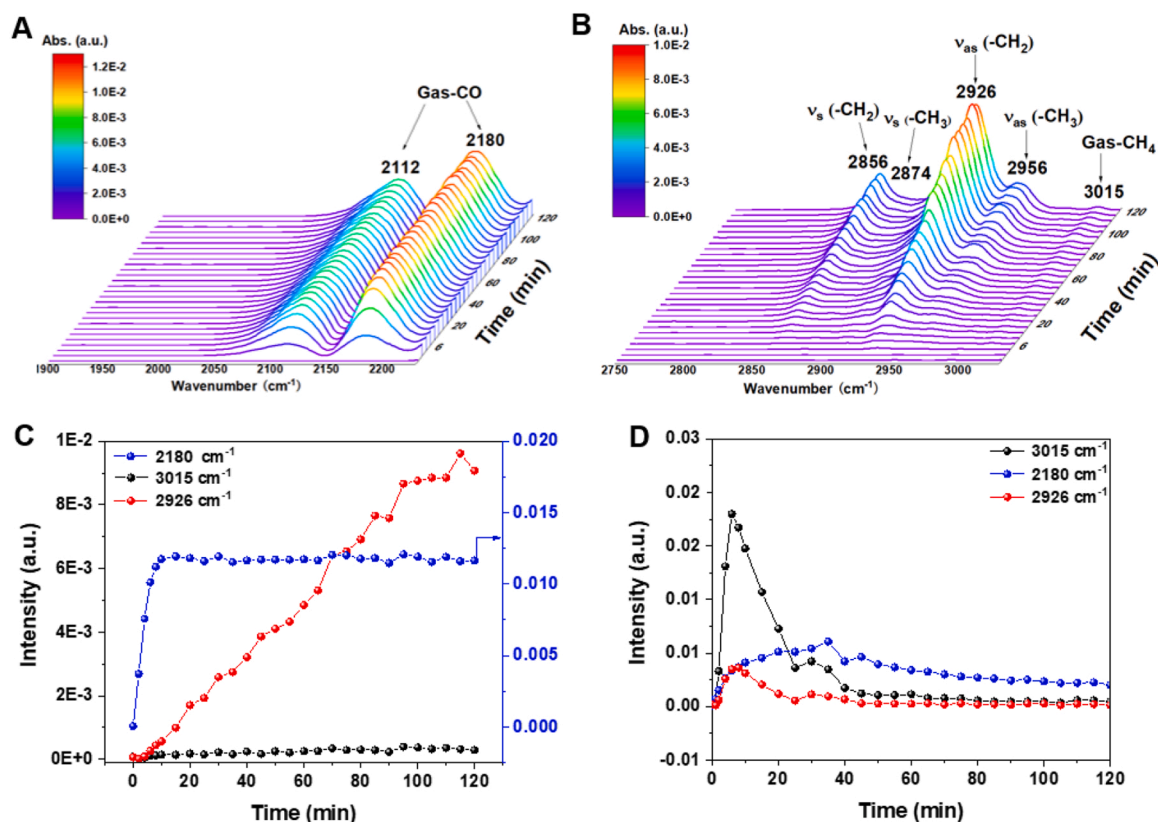 A
Abs. (a.u.)
1.2E-2
1.0E-2
8.0E-3
6.0E-3
4.0E-3
2.0E-3
0.0E+0
Gas-CO
2112
2180
120
100
80
60
40
20
6
Time (min)
1900 1950 2000 2050 2100 2150 2200
Wavenumber (cm-1)
B
Abs. (a.u.)
1.0E-2
8.0E-3
6.0E-3
4.0E-3
2.0E-3
0.0E+0
νas (-CH2)
2926
νs (-CH2)
2856
νs (-CH3)
2874
νas (-CH3)
2956
Gas-CH4
3015
120
100
80
60
40
20
6
Time (min)
2750 2800 2850 2900 2950 3000
Wavenumber (cm-1)
C
1E-2
8E-3
6E-3
4E-3
2E-3
0E+0
Intensity (a.u.)
2180 cm-1
3015 cm-1
2926 cm-1
0.020
0.015
0.010
0.005
0.000
0 20 40 60 80 100 120
Time (min)
D
0.03
0.02
0.02
0.01
0.01
0.00
-0.01
Intensity (a.u.)
3015 cm-1
2180 cm-1
2926 cm-1
0 20 40 60 80 100 120
Time (min)